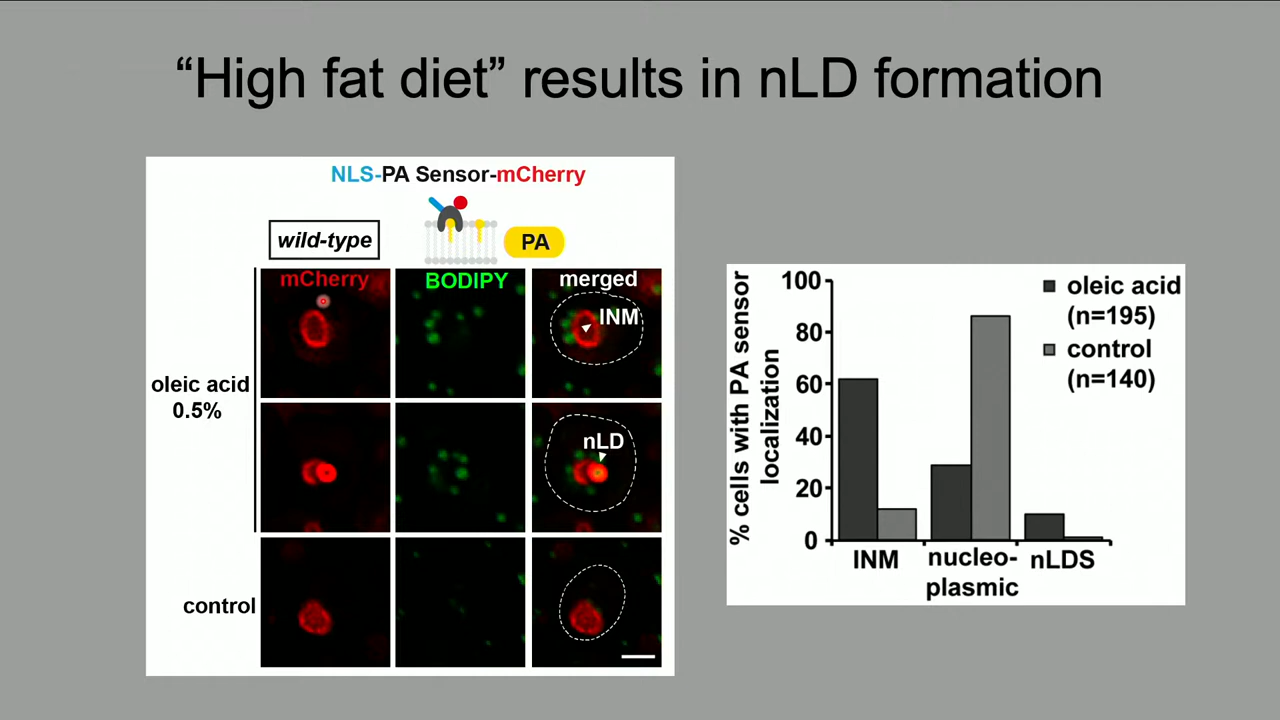 “High fat diet” results in nLD formation
NLS-PA Sensor-mCherry
wild-type
PA
mCherry
BODIPY
merged
INM
oleic acid
0.5%
nLD
control
% cells with PA sensor
localization
100
80
60
40
20
0
oleic acid
(n=195)
control
(n=140)
INM
nucleo-
plasmic
nLDS